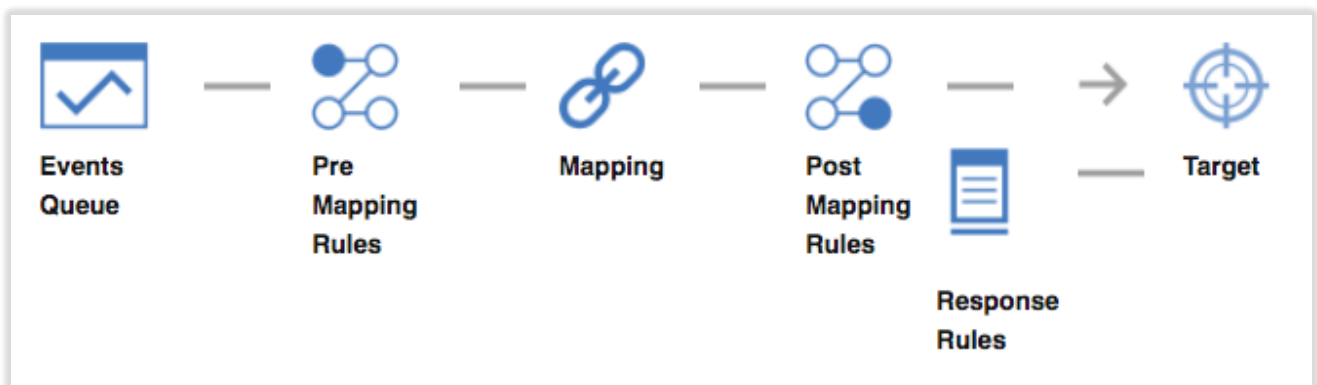 Events
Queue
Pre
Mapping
Rules
Mapping
Post
Mapping
Rules
Response
Rules
Target